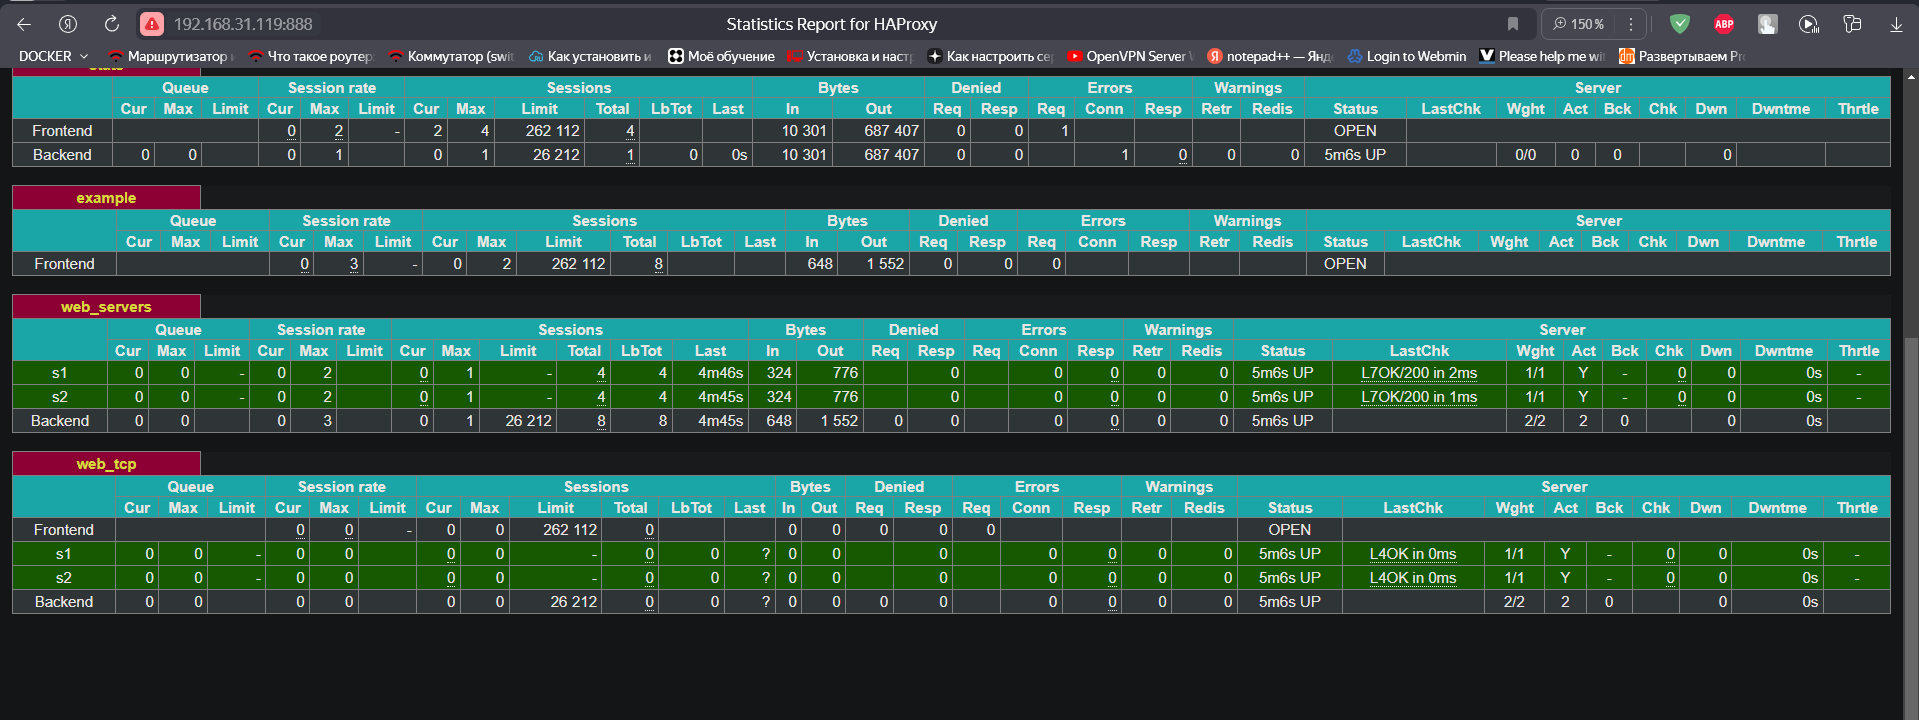 192.168.31.119:888 Statistics Report for HAProxy 150 % ABP
DOCKER Маршрутизатор Что такое роутер Коммутатор (swit Как установить и Моё обучение Установка и настр Как настроить сер OpenVPN Server notepad++ — Янд Login to Webmin Please help me wit Развертываем Pr
stats
Queue Session rate Sessions Bytes Denied Errors Warnings Server
Cur Max Limit Cur Max Limit Cur Max Limit Total LbTot Last In Out Req Resp Req Conn Resp Retr Redis Status LastChk Wght Act Bck Chk Dwn Dwntme Thrtle
Frontend 0 2 - 2 4 262 112 4 10 301 687 407 0 0 1 OPEN
Backend 0 0 0 1 0 1 26 212 1 0 0s 10 301 687 407 0 0 1 0 0 0 5m6s UP 0/0 0 0 0
example
Queue Session rate Sessions Bytes Denied Errors Warnings Server
Cur Max Limit Cur Max Limit Cur Max Limit Total LbTot Last In Out Req Resp Req Conn Resp Retr Redis Status LastChk Wght Act Bck Chk Dwn Dwntme Thrtle
Frontend 0 3 - 0 2 262 112 8 648 1 552 0 0 0 OPEN
web_servers
Queue Session rate Sessions Bytes Denied Errors Warnings Server
Cur Max Limit Cur Max Limit Cur Max Limit Total LbTot Last In Out Req Resp Req Conn Resp Retr Redis Status LastChk Wght Act Bck Chk Dwn Dwntme Thrtle
s1 0 0 - 0 2 0 1 - 4 4 4m46s 324 776 0 0 0 0 0 5m6s UP L7OK/200 in 2ms 1/1 Y - 0 0 0s -
s2 0 0 - 0 2 0 1 - 4 4 4m45s 324 776 0 0 0 0 0 5m6s UP L7OK/200 in 1ms 1/1 Y - 0 0 0s -
Backend 0 0 0 3 0 1 26 212 8 8 4m45s 648 1 552 0 0 0 0 0 0 5m6s UP 2/2 2 0 0 0s
web_tcp
Queue Session rate Sessions Bytes Denied Errors Warnings Server
Cur Max Limit Cur Max Limit Cur Max Limit Total LbTot Last In Out Req Resp Req Conn Resp Retr Redis Status LastChk Wght Act Bck Chk Dwn Dwntme Thrtle
Frontend 0 0 - 0 0 262 112 0 0 0 0 0 0 OPEN
s1 0 0 - 0 0 0 0 - 0 0 ? 0 0 0 0 0 0 0 5m6s UP L4OK in 0ms 1/1 Y - 0 0 0s -
s2 0 0 - 0 0 0 0 - 0 0 ? 0 0 0 0 0 0 0 5m6s UP L4OK in 0ms 1/1 Y - 0 0 0s -
Backend 0 0 0 0 0 0 26 212 0 0 ? 0 0 0 0 0 0 0 0 5m6s UP 2/2 2 0 0 0s